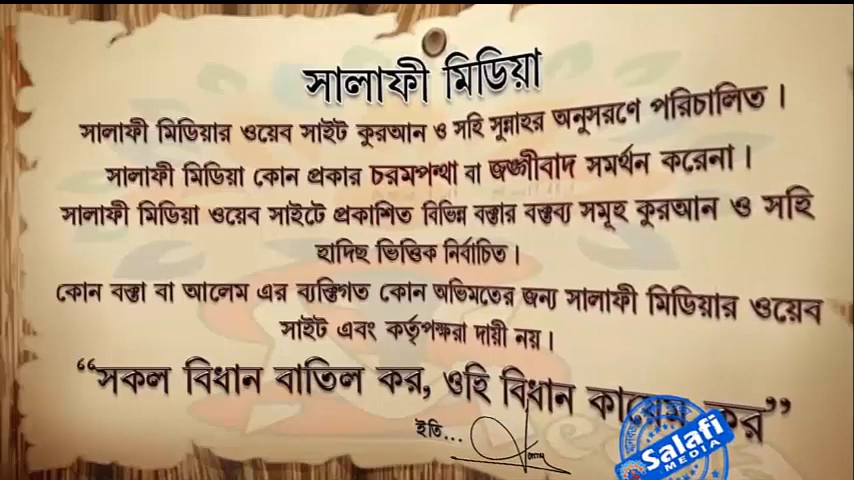 সালাফী মিডিয়া
সালাফী মিডিয়ার ওয়েব সাইট কুরআন ও সহি সুন্নাহর অনুসরণে পরিচালিত ।
সালাফী মিডিয়া কোন প্রকার চরমপন্থা বা জঙ্গীবাদ সমর্থন করেনা ।
সালাফী মিডিয়া ওয়েব সাইটে প্রকাশিত বিভিন্ন বক্তার বক্তব্য সমূহ কুরআন ও সহি
হাদিছ ভিত্তিক নির্বাচিত ।
কোন বক্তা বা আলেম এর ব্যক্তিগত কোন অভিমতের জন্য সালাফী মিডিয়ার ওয়েব
সাইট এবং কর্তৃপক্ষরা দায়ী নয় ।
“সকল বিধান বাতিল কর, ওহি বিধান কায়েম কর”
ইতি...
Salafi
MEDIA